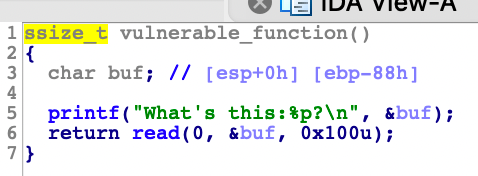 IDA View-A
1 ssize_t vulnerable_function()
2 {
3   char buf; // [esp+0h] [ebp-88h]
4
5   printf("What's this:%p?\n", &buf);
6   return read(0, &buf, 0x100u);
7 }